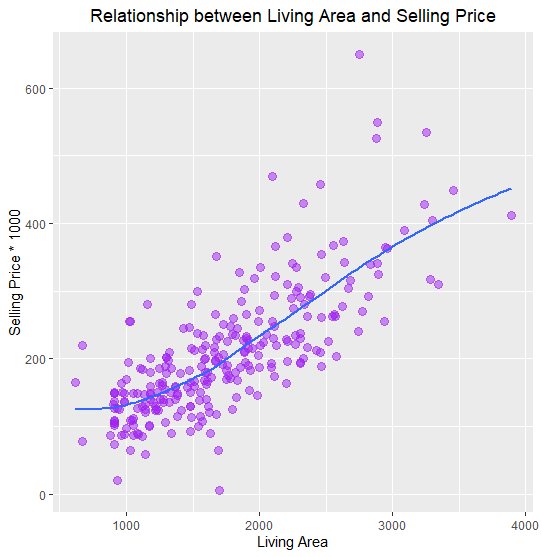 Relationship between Living Area and Selling Price
Selling Price * 1000
600
400
200
0
1000 2000 3000 4000
Living Area